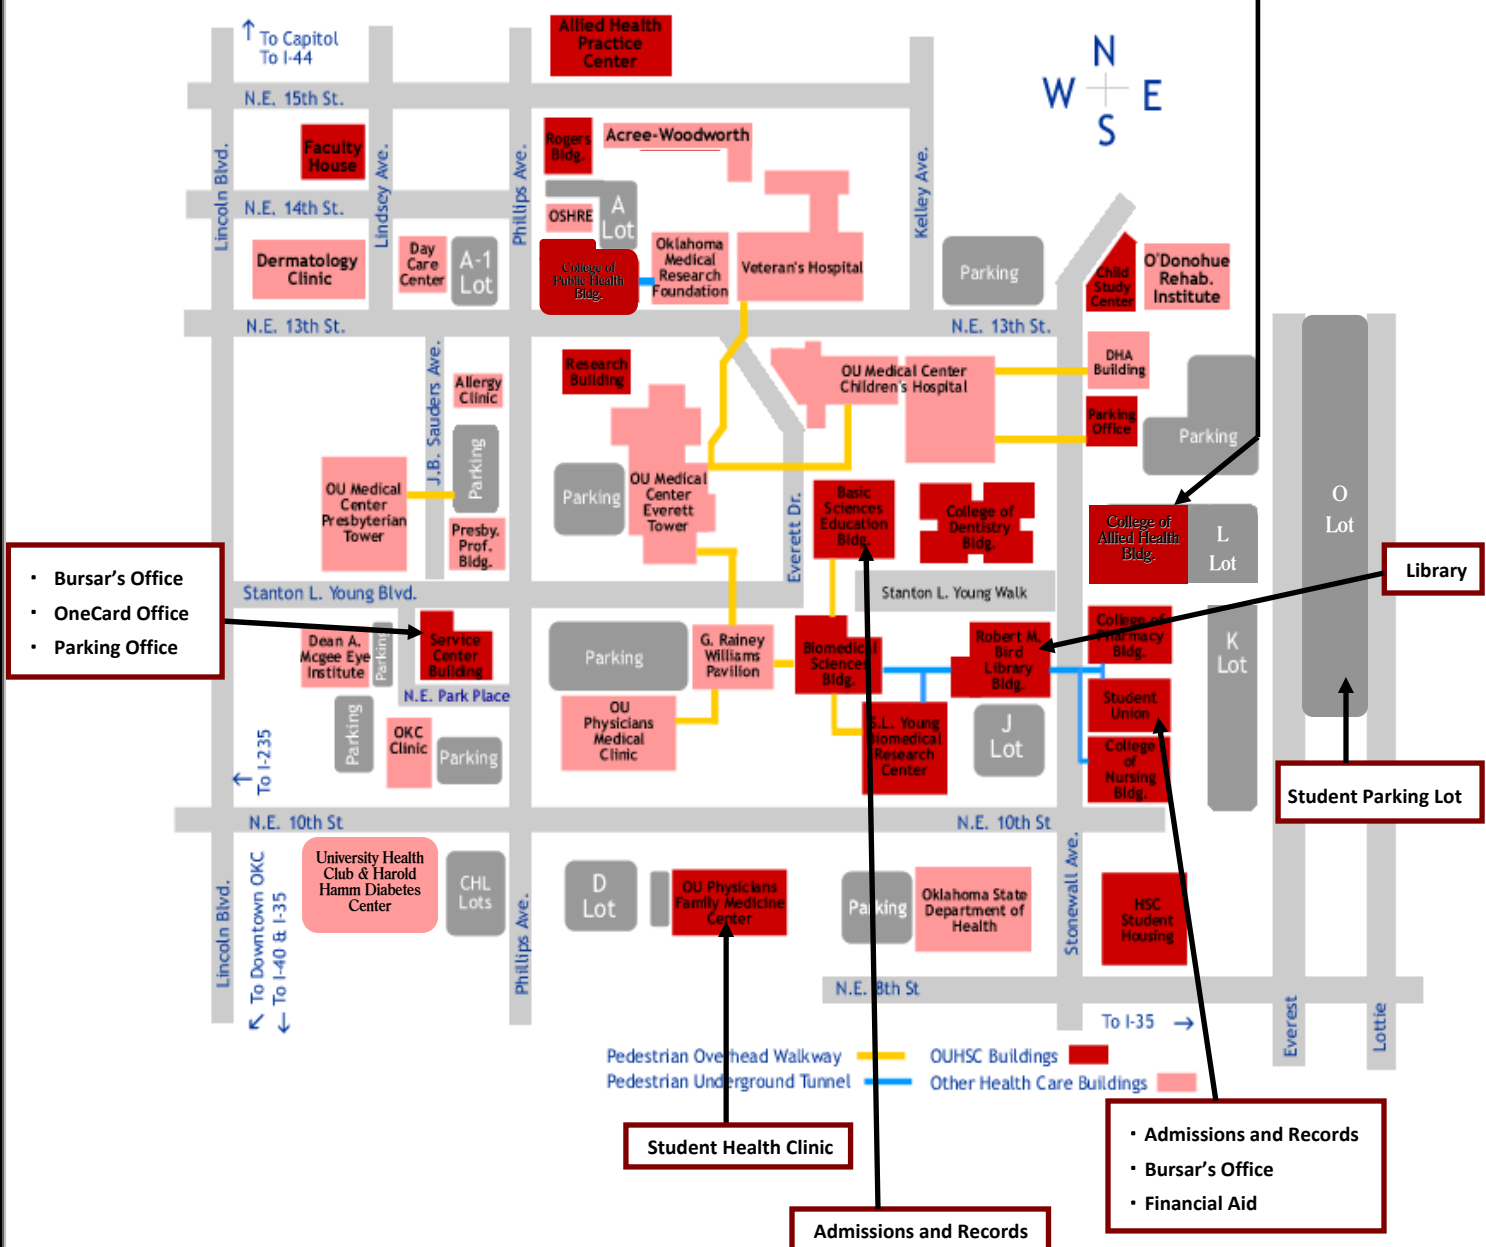 ↑ To Capitol
To I-44
Allied Health
Practice
Center
N
W E
S
N.E. 15th St.
Lincoln Blvd.
Faculty
House
Lindsey Ave.
Phillips Ave.
Rogers
Bldg.
Acree-Woodworth
Kelley Ave.
N.E. 14th St.
OSHRE
A
Lot
Dermatology
Clinic
Day
Care
Center
A-1
Lot
College of
Public Health
Bldg.
Oklahoma
Medical
Research
Foundation
Veteran's Hospital
Parking
Child
Study
Center
O'Donohue
Rehab.
Institute
N.E. 13th St.
N.E. 13th St.
J.B. Sauders Ave.
Allergy
Clinic
Research
Building
OU Medical Center
Children's Hospital
DHA
Building
Parking
Office
Parking
OU Medical
Center
Presbyterian
Tower
Parking
Presby.
Prof.
Bldg.
Parking
OU Medical
Center
Everett
Tower
Everett Dr.
Basic
Sciences
Education
Bldg.
College of
Dentistry
Bldg.
College of
Allied Health
Bldg.
L
Lot
O
Lot
· Bursar's Office
· OneCard Office
· Parking Office
Library
Stanton L. Young Blvd.
Stanton L. Young Walk
Dean A.
Mcgee Eye
Institute
Parking
Service
Center
Building
N.E. Park Place
Parking
G. Rainey
Williams
Pavilion
Biomedical
Sciences
Bldg.
Robert M.
Bird
Library
Bldg.
College of
Pharmacy
Bldg.
K
Lot
Student
Union
College
of
Nursing
Bldg.
Parking
OKC
Clinic
Parking
OU
Physicians
Medical
Clinic
S.L. Young
Biomedical
Research
Center
J
Lot
↑ To I-235
Student Parking Lot
N.E. 10th St
N.E. 10th St
Lincoln Blvd.
↖ To Downtown OKC
← To I-40 & I-35
University Health
Club & Harold
Hamm Diabetes
Center
CHL
Lots
Phillips Ave.
D
Lot
OU Physicians
Family Medicine
Center
Parking
Oklahoma State
Department of
Health
Stonewall Ave.
HSC
Student
Housing
N.E. 8th St
To I-35 →
Everest
Lottie
Pedestrian Overhead Walkway
OUHSC Buildings
Pedestrian Underground Tunnel
Other Health Care Buildings
Student Health Clinic
· Admissions and Records
· Bursar's Office
· Financial Aid
Admissions and Records